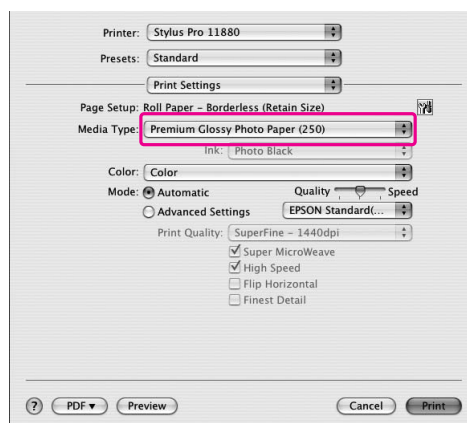 Printer: Stylus Pro 11880
Presets: Standard
Print Settings
Page Setup: Roll Paper - Borderless (Retain Size)
Media Type: Premium Glossy Photo Paper (250)
Ink: Photo Black
Color: Color
Mode: Automatic Quality Speed
Advanced Settings EPSON Standard(...
Print Quality: SuperFine - 1440dpi
Super MicroWeave
High Speed
Flip Horizontal
Finest Detail
? PDF ▼ Preview Cancel Print